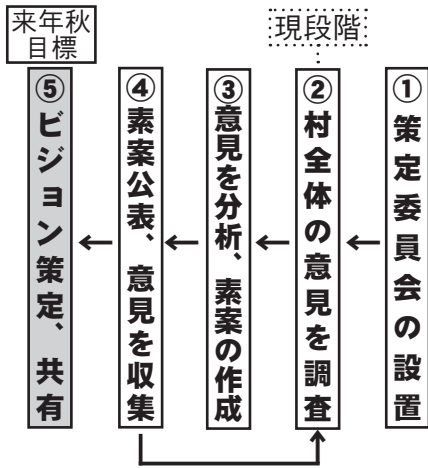 現段階
①策定委員会の設置
②村全体の意見を調査
③意見を分析、素案の作成
④素案公表、意見を収集
来年秋
目標
⑤ビジョン策定、共有